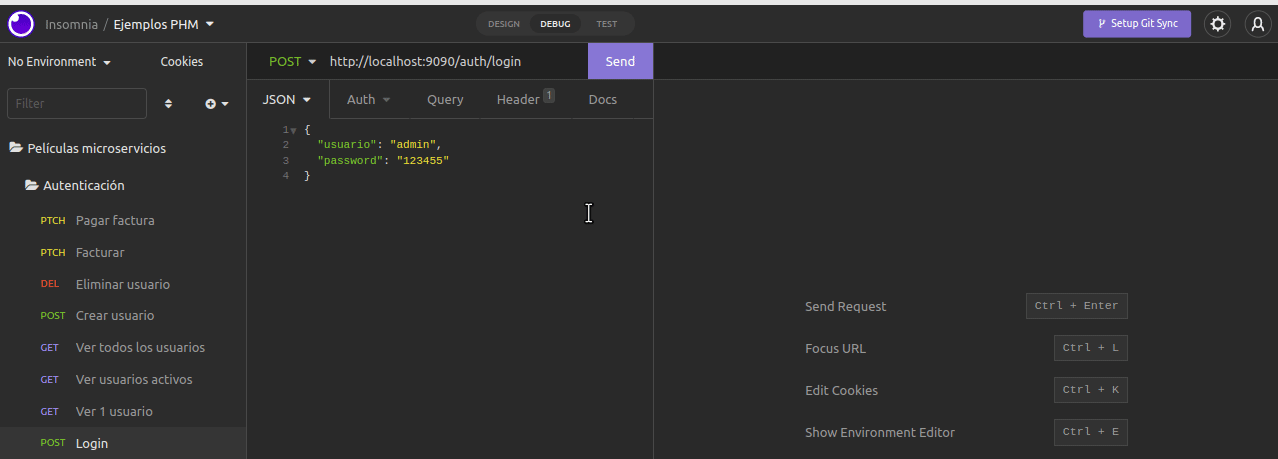 Insomnia / Ejemplos PHM
DESIGN DEBUG TEST
Setup Git Sync
No Environment Cookies
POST http://localhost:9090/auth/login Send
Filter
JSON Auth Query Header 1 Docs
1 {
2 "usuario": "admin",
3 "password": "123455"
4 }
Películas microservicios
Autenticación
PTCH Pagar factura
PTCH Facturar
DEL Eliminar usuario
POST Crear usuario
GET Ver todos los usuarios
GET Ver usuarios activos
GET Ver 1 usuario
POST Login
Send Request Ctrl + Enter
Focus URL Ctrl + L
Edit Cookies Ctrl + K
Show Environment Editor Ctrl + E